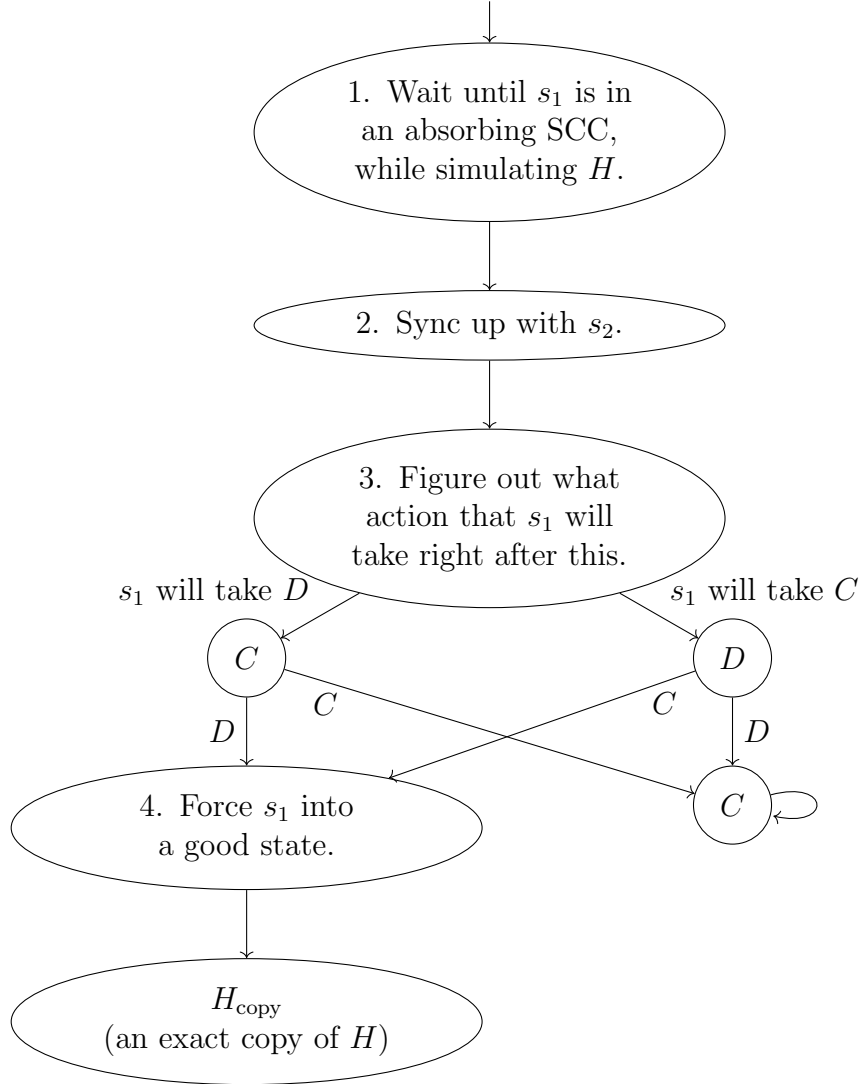 1. Wait until s₁ is in
an absorbing SCC,
while simulating H.
2. Sync up with s₂.
3. Figure out what
action that s₁ will
take right after this.
s₁ will take D
s₁ will take C
C
D
C
C
D
D
4. Force s₁ into
a good state.
C
H_copy
(an exact copy of H)